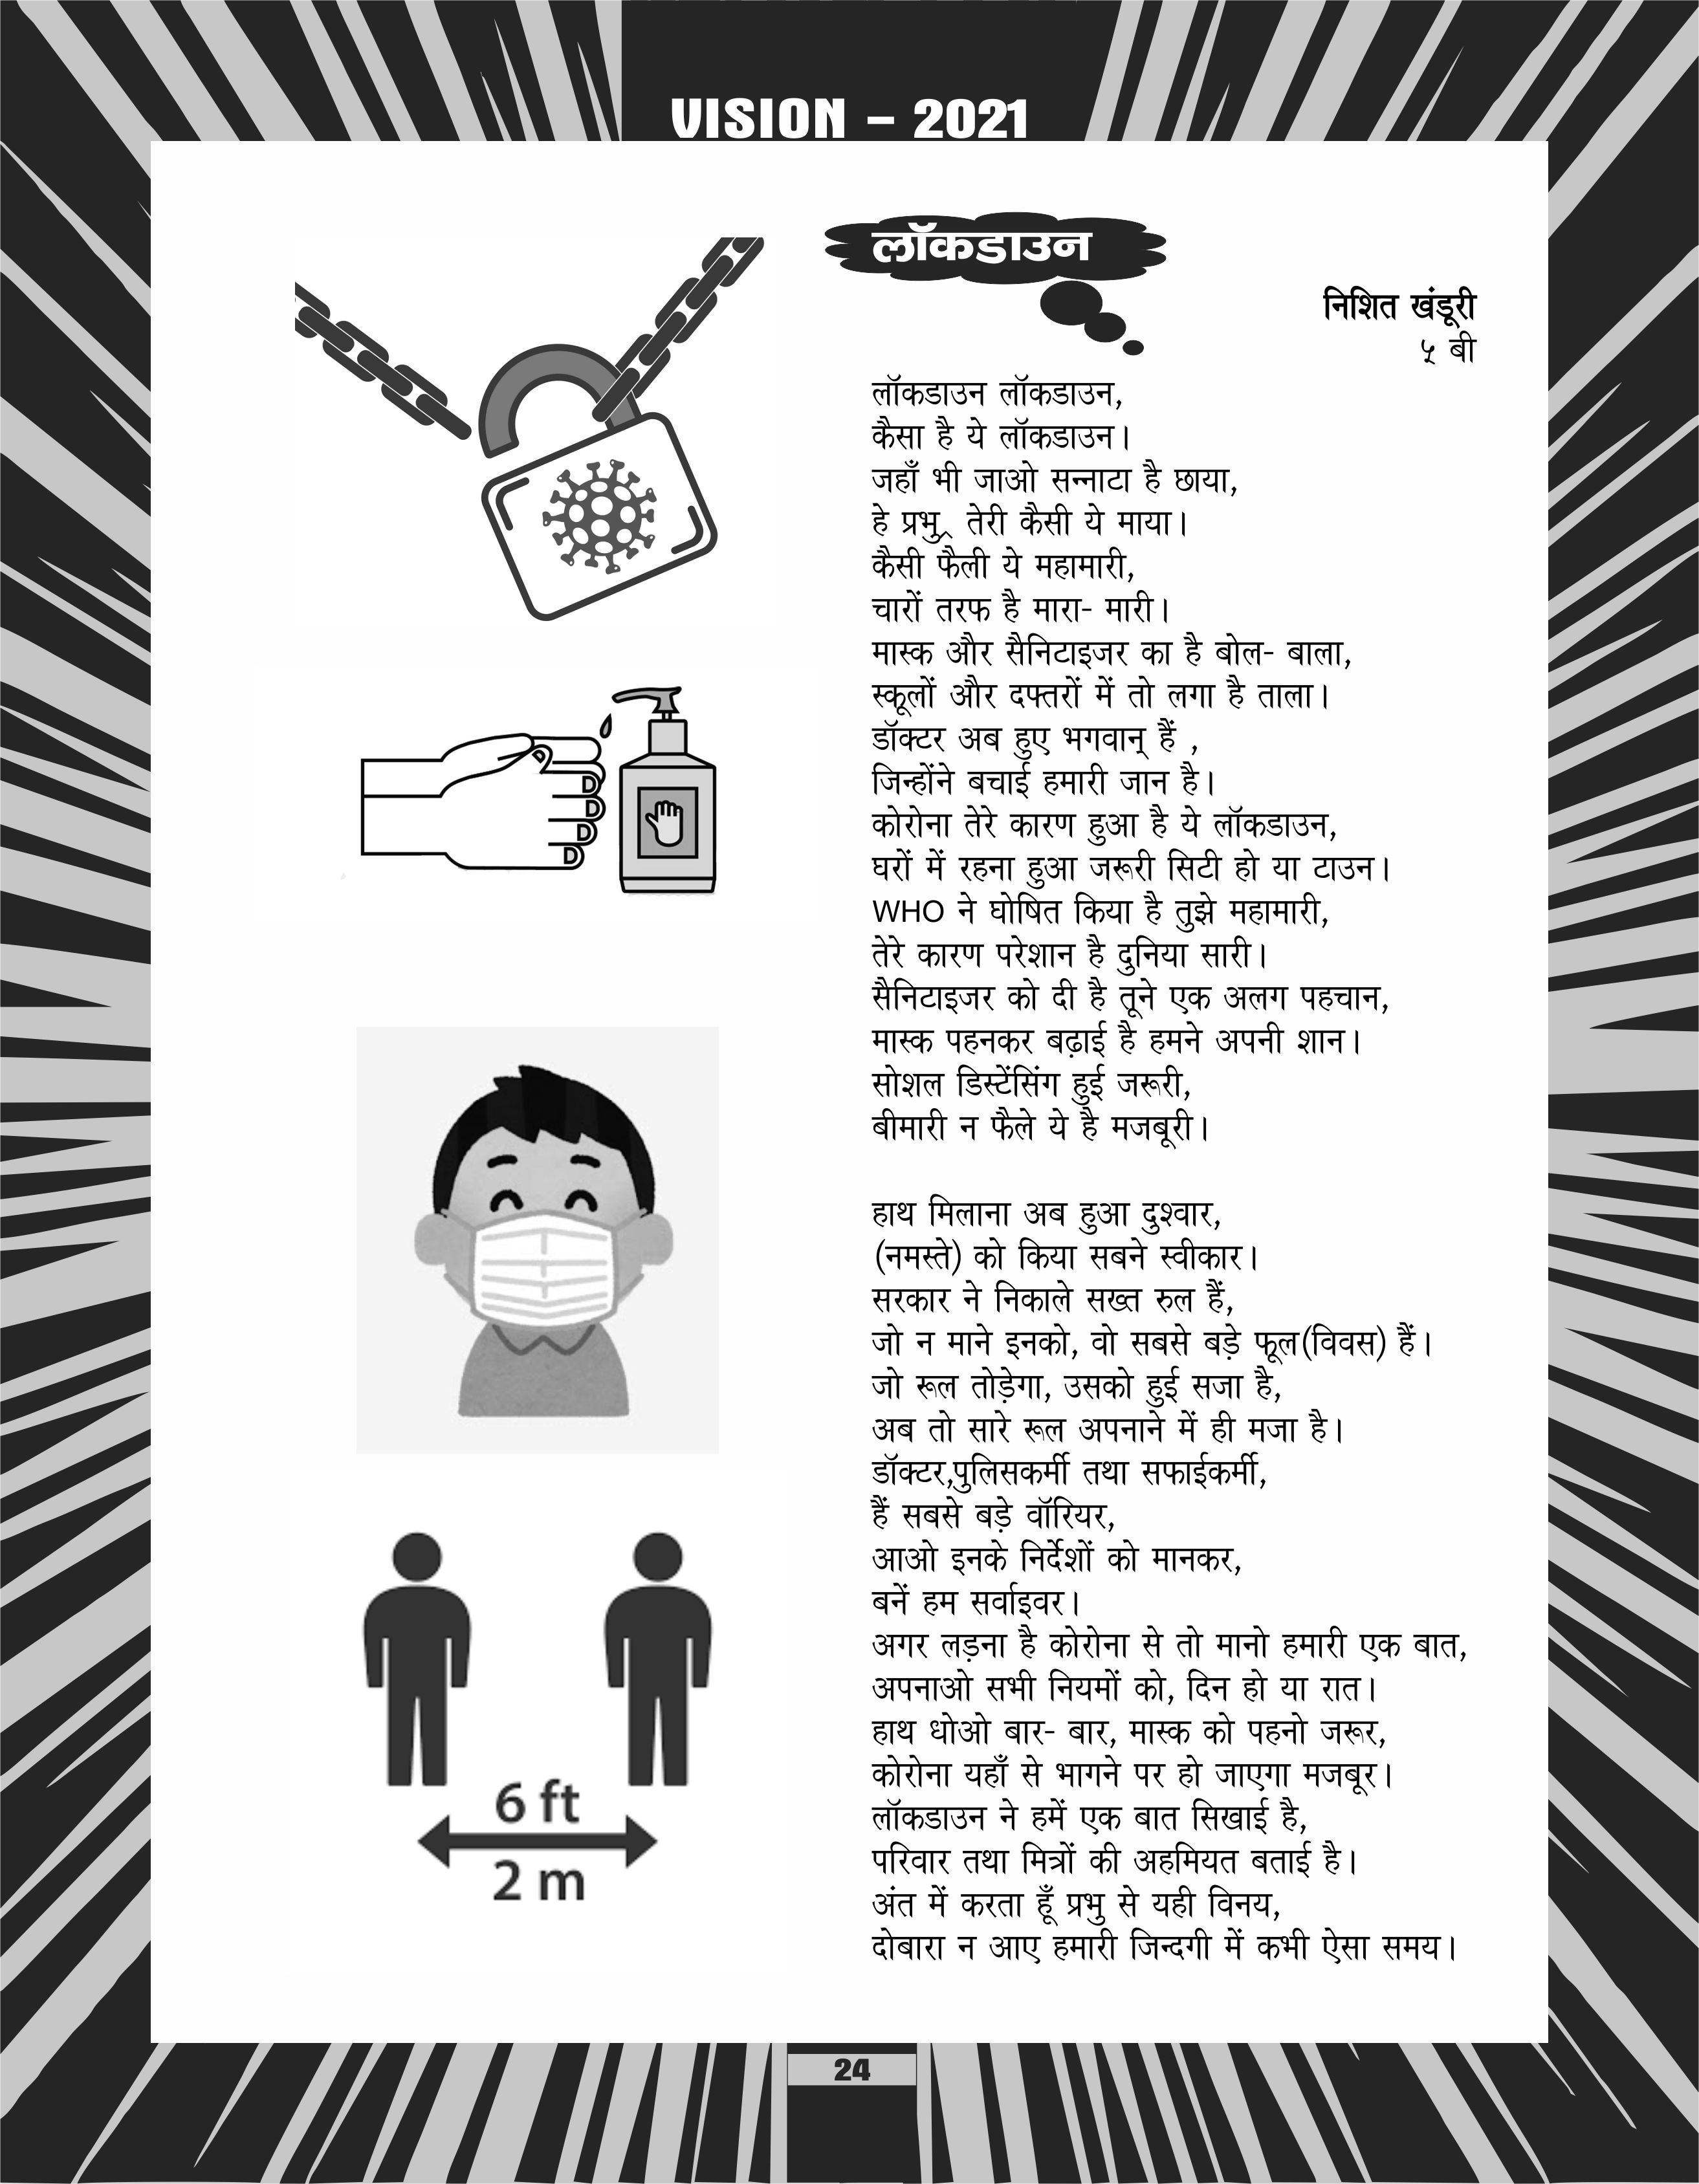 VISION – 2021
लॉकडाउन
निशित खंडूरी
५ बी
लॉकडाउन लॉकडाउन,
कैसा है ये लॉकडाउन।
जहाँ भी जाओ सन्नाटा है छाया,
हे प्रभु तेरी कैसी ये माया।
कैसी फैली ये महामारी,
चारों तरफ है मारा- मारी।
मास्क और सैनिटाइजर का है बोल- बाला,
स्कूलों और दफ्तरों में तो लगा है ताला।
डॉक्टर अब हुए भगवान् हैं ,
जिन्होंने बचाई हमारी जान है।
कोरोना तेरे कारण हुआ है ये लॉकडाउन,
घरों में रहना हुआ जरूरी सिटी हो या टाउन।
WHO ने घोषित किया है तुझे महामारी,
तेरे कारण परेशान है दुनिया सारी।
सैनिटाइजर को दी है तूने एक अलग पहचान,
मास्क पहनकर बढ़ाई है हमने अपनी शान।
सोशल डिस्टेंसिंग हुई जरूरी,
बीमारी न फैले ये है मजबूरी।
हाथ मिलाना अब हुआ दुश्वार,
(नमस्ते) को किया सबने स्वीकार।
सरकार ने निकाले सख्त रुल हैं,
जो न माने इनको, वो सबसे बड़े फूल(विवस) हैं।
जो रूल तोड़ेगा, उसको हुई सजा है,
अब तो सारे रूल अपनाने में ही मजा है।
डॉक्टर,पुलिसकर्मी तथा सफाईकर्मी,
हैं सबसे बड़े वॉरियर,
आओ इनके निर्देशों को मानकर,
बनें हम सर्वाइवर।
अगर लड़ना है कोरोना से तो मानो हमारी एक बात,
अपनाओ सभी नियमों को, दिन हो या रात।
हाथ धोओ बार- बार, मास्क को पहनो जरूर,
कोरोना यहाँ से भागने पर हो जाएगा मजबूर।
लॉकडाउन ने हमें एक बात सिखाई है,
परिवार तथा मित्रों की अहमियत बताई है।
अंत में करता हूँ प्रभु से यही विनय,
दोबारा न आए हमारी जिन्दगी में कभी ऐसा समय।
6 ft
2 m
24